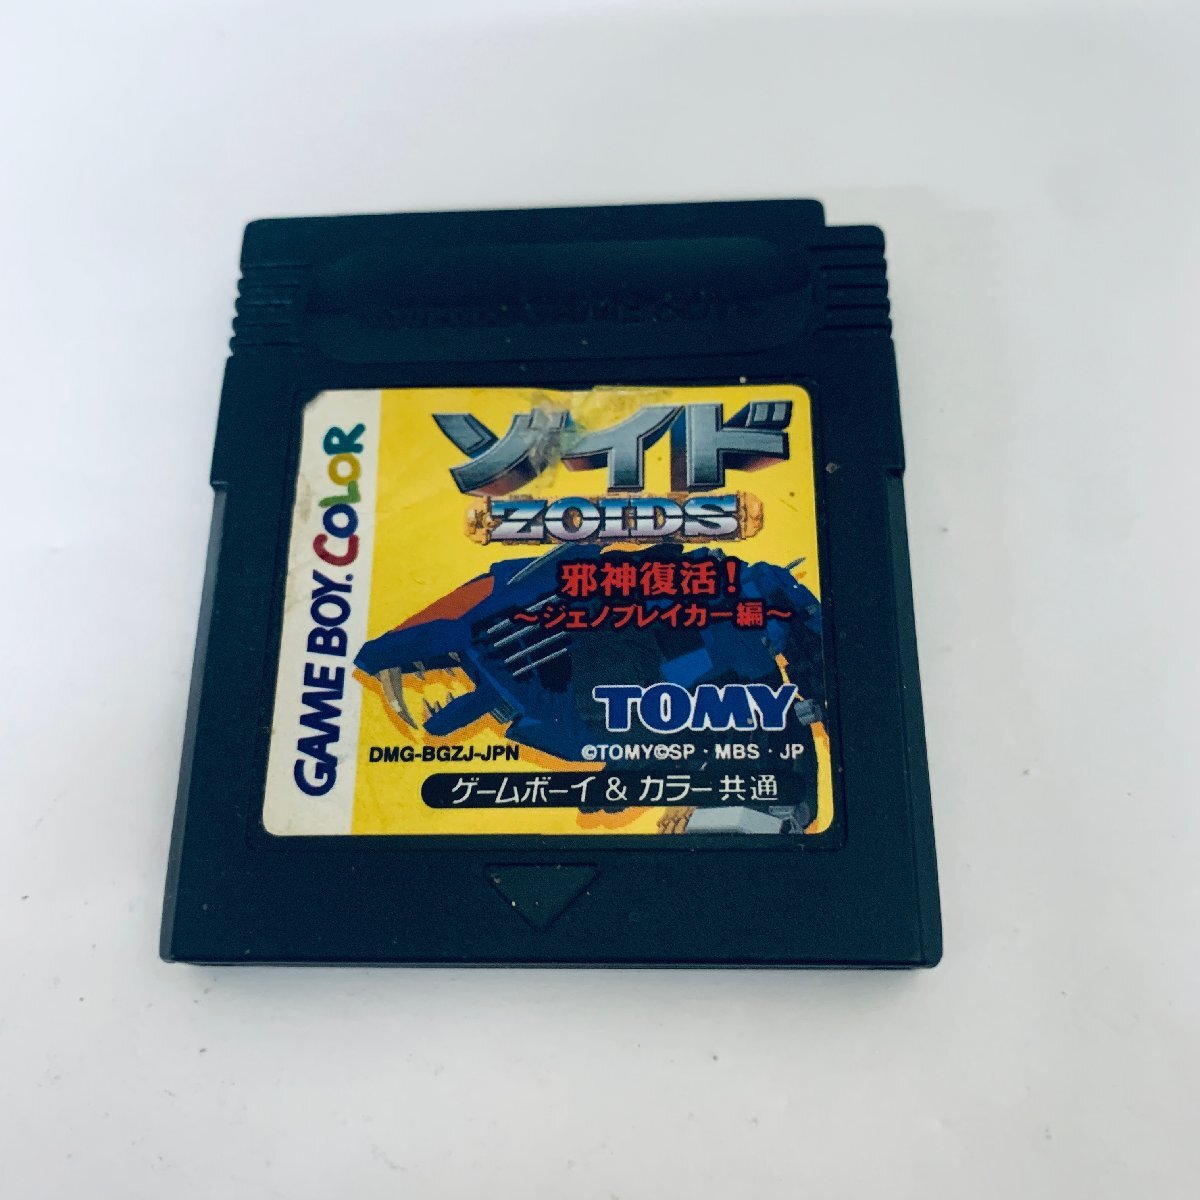 ゾイド
ZOIDS
邪神復活!
~ジェノブレイカー編~
TOMY
DMG-BGZJ-JPN
©TOMY©SP・MBS・JP
ゲームボーイ & カラー共通
GAME BOY COLOR